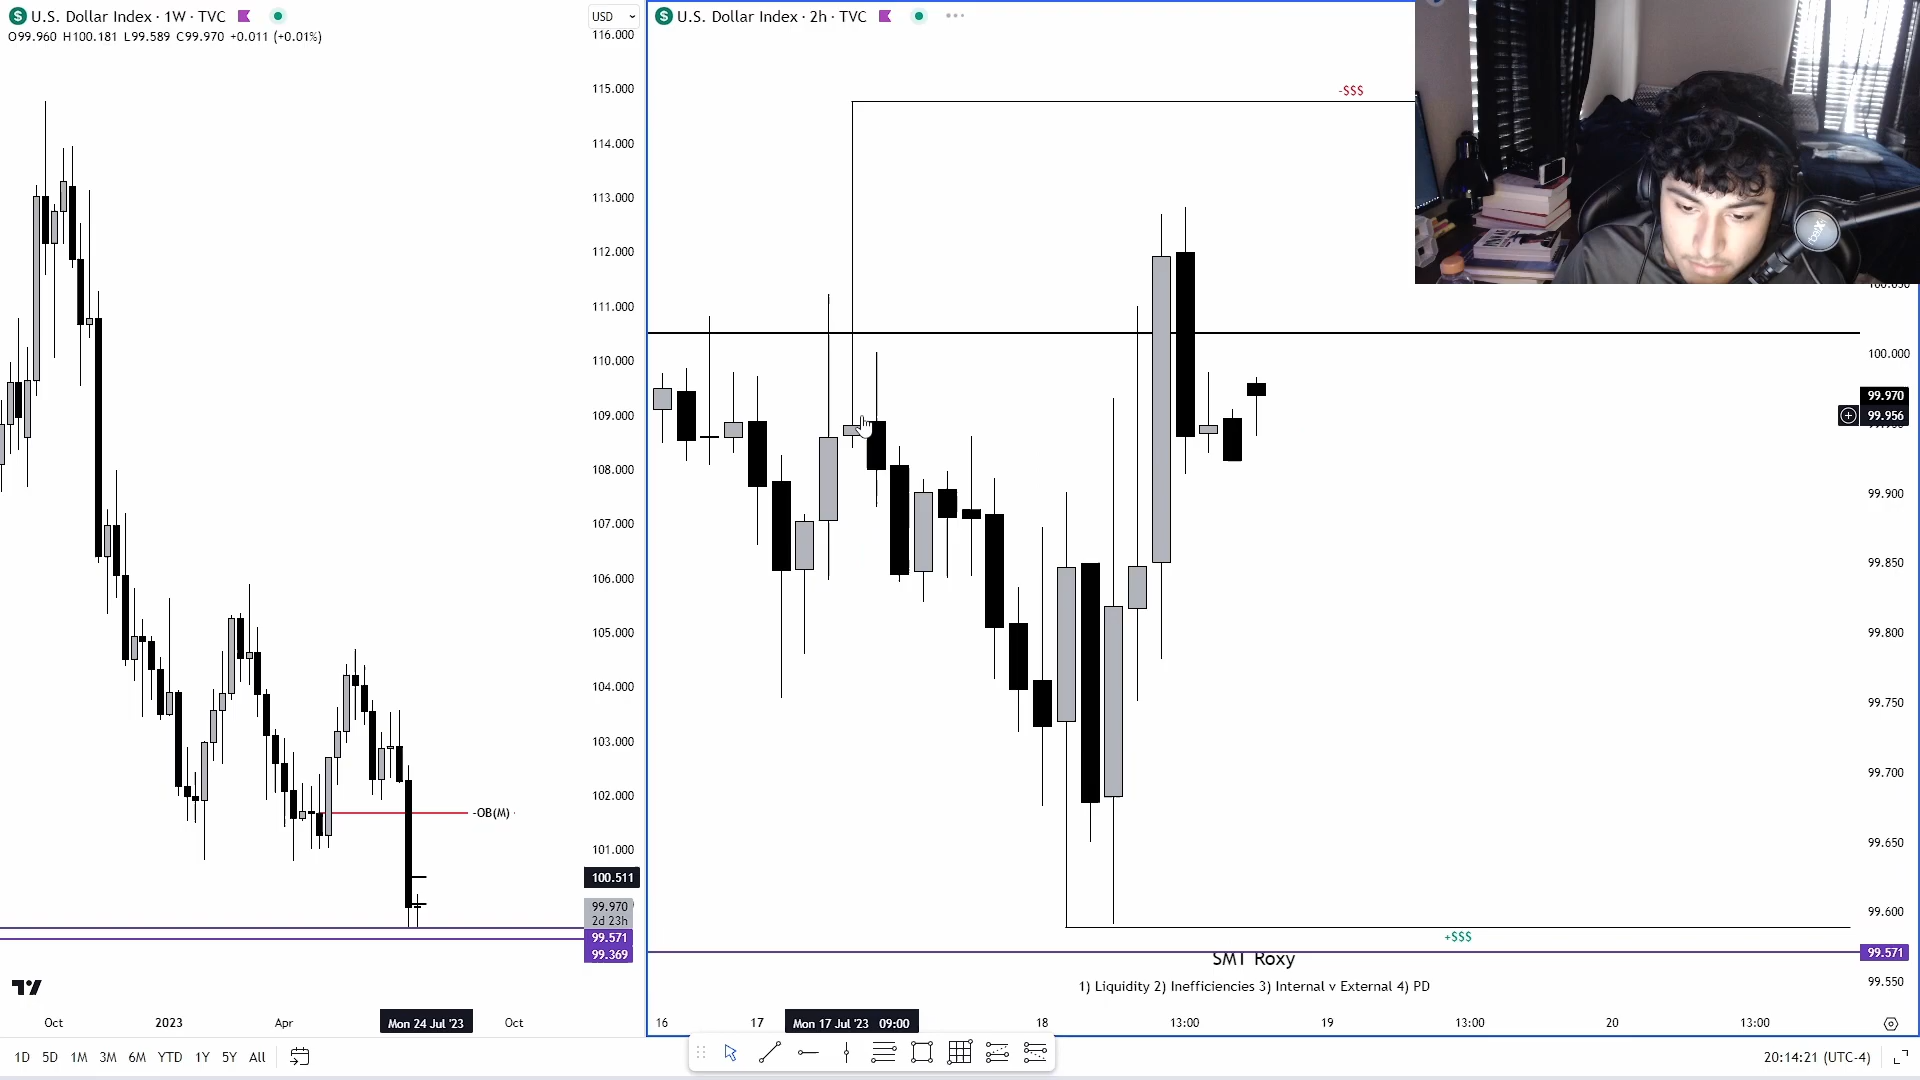 U.S. Dollar Index · 1W · TVC
O99.960 H100.181 L99.589 C99.970 +0.011 (+0.01%)
USD
116.000
115.000
114.000
113.000
112.000
111.000
110.000
109.000
108.000
107.000
106.000
105.000
104.000
103.000
102.000
-OB(M)
101.000
100.511
99.970
2d 23h
99.571
99.369
Oct
2023
Apr
Mon 24 Jul '23
Oct
U.S. Dollar Index · 2h · TVC
-$$$
100.000
99.970
99.956
99.900
99.850
99.800
99.750
99.700
99.650
99.600
+$$$
99.571
99.550
SMT Roxy
1) Liquidity 2) Inefficiencies 3) Internal v External 4) PD
16
17
Mon 17 Jul '23 09:00
18
13:00
19
13:00
20
13:00
1D 5D 1M 3M 6M YTD 1Y 5Y All
20:14:21 (UTC-4)